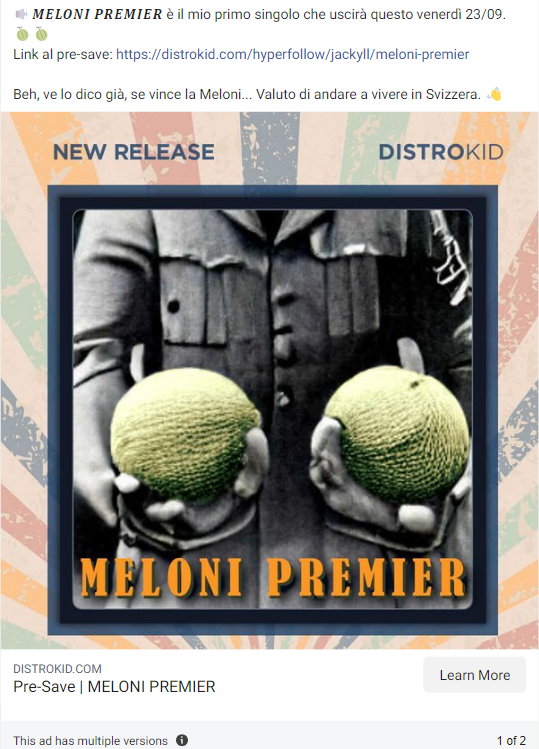 MELONI PREMIER è il mio primo singolo che uscirà questo venerdì 23/09.
Link al pre-save: https://distrokid.com/hyperfollow/jackyll/meloni-premier
Beh, ve lo dico già, se vince la Meloni... Valuto di andare a vivere in Svizzera.
NEW RELEASE
DISTROKID
MELONI PREMIER
DISTROKID.COM
Pre-Save | MELONI PREMIER
Learn More
This ad has multiple versions
1 of 2